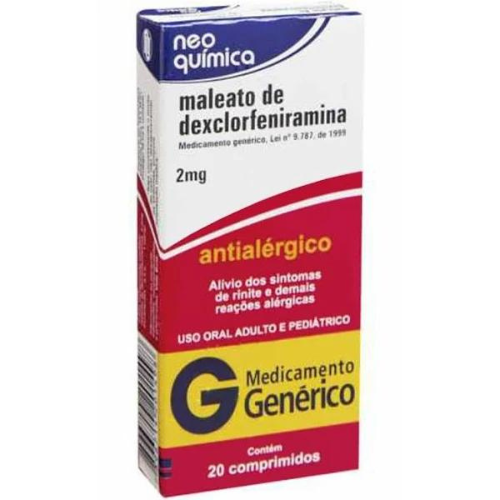 neo
química
maleato de
dexclorfeniramina
Medicamento genérico, Lei nº 9.787, de 1999
2mg
antialérgico
Alívio dos sintomas
de rinite e demais
reações alérgicas
USO ORAL ADULTO E PEDIÁTRICO
G
Medicamento
Genérico
Contém
20 comprimidos